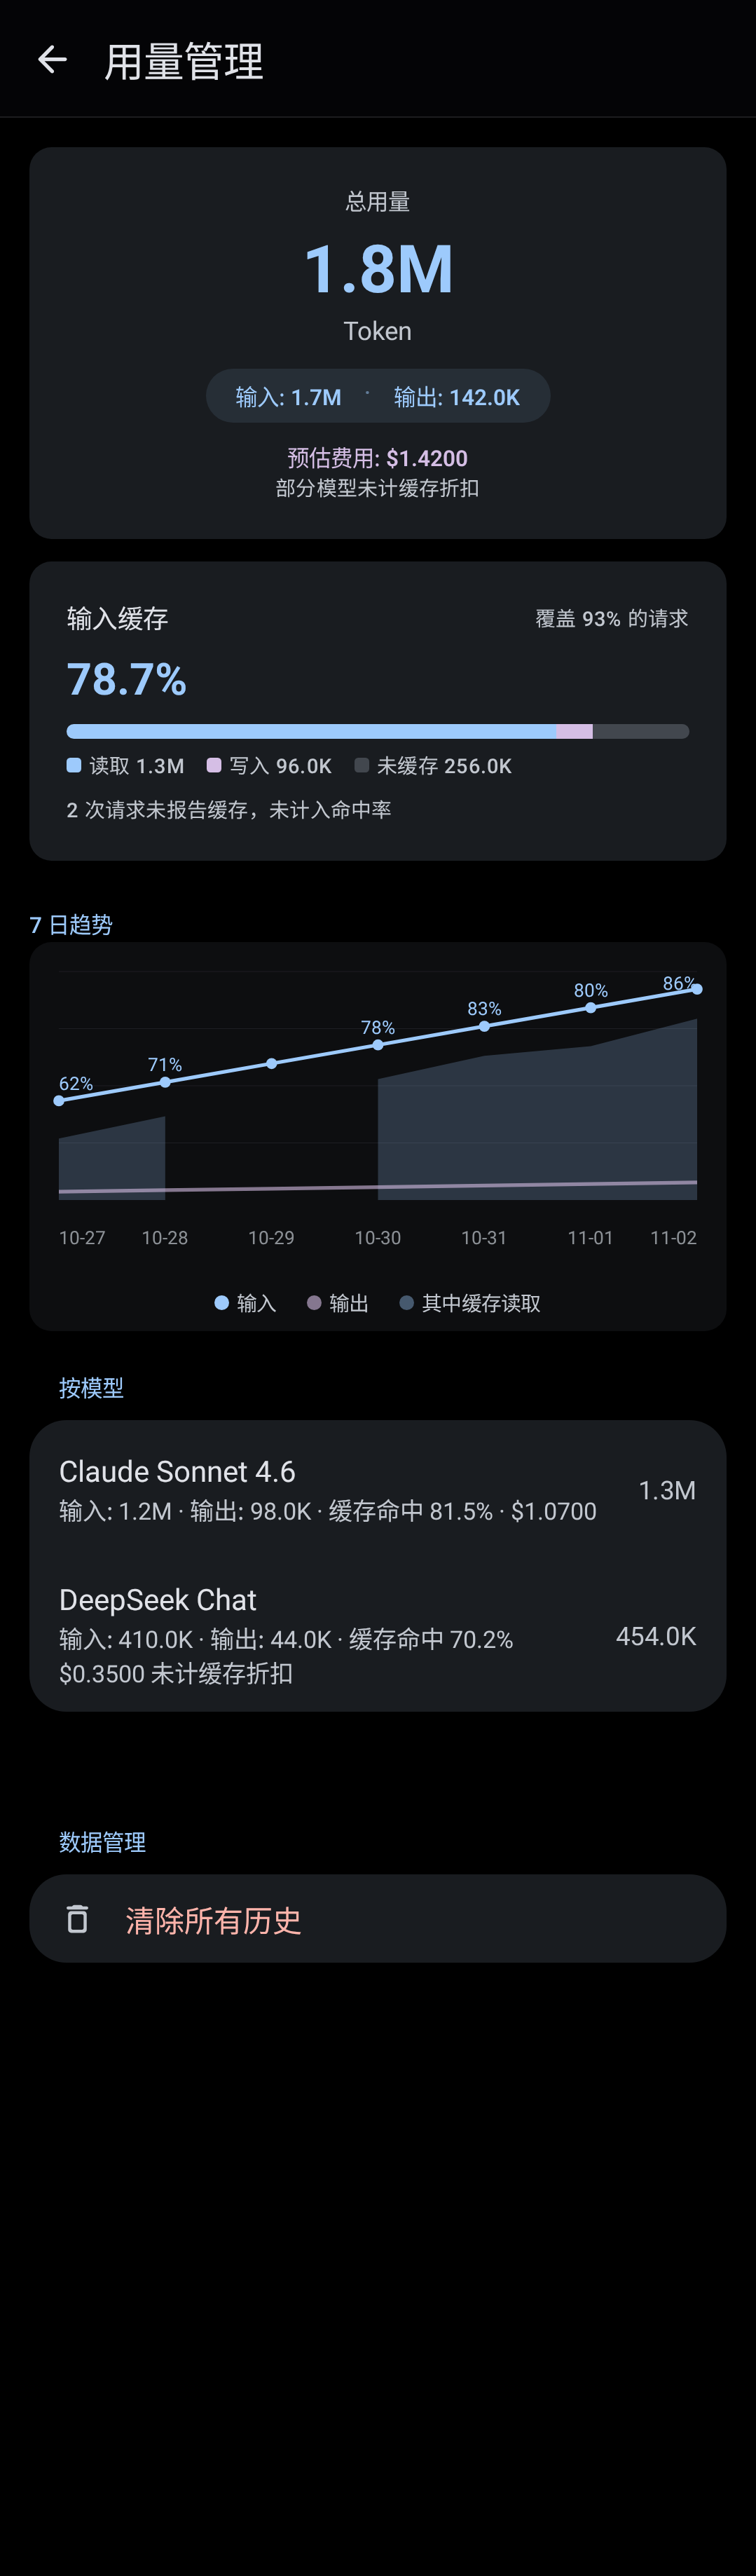 用量管理
总用量
1.8M
Token
输入: 1.7M · 输出: 142.0K
预估费用: $1.4200
部分模型未计缓存折扣
输入缓存 覆盖 93% 的请求
78.7%
读取 1.3M 写入 96.0K 未缓存 256.0K
2 次请求未报告缓存，未计入命中率
7 日趋势
62% 71% 78% 83% 80% 86%
10-27 10-28 10-29 10-30 10-31 11-01 11-02
输入 输出 其中缓存读取
按模型
Claude Sonnet 4.6
输入: 1.2M · 输出: 98.0K · 缓存命中 81.5% · $1.0700
1.3M
DeepSeek Chat
输入: 410.0K · 输出: 44.0K · 缓存命中 70.2%
$0.3500 未计缓存折扣
454.0K
数据管理
清除所有历史